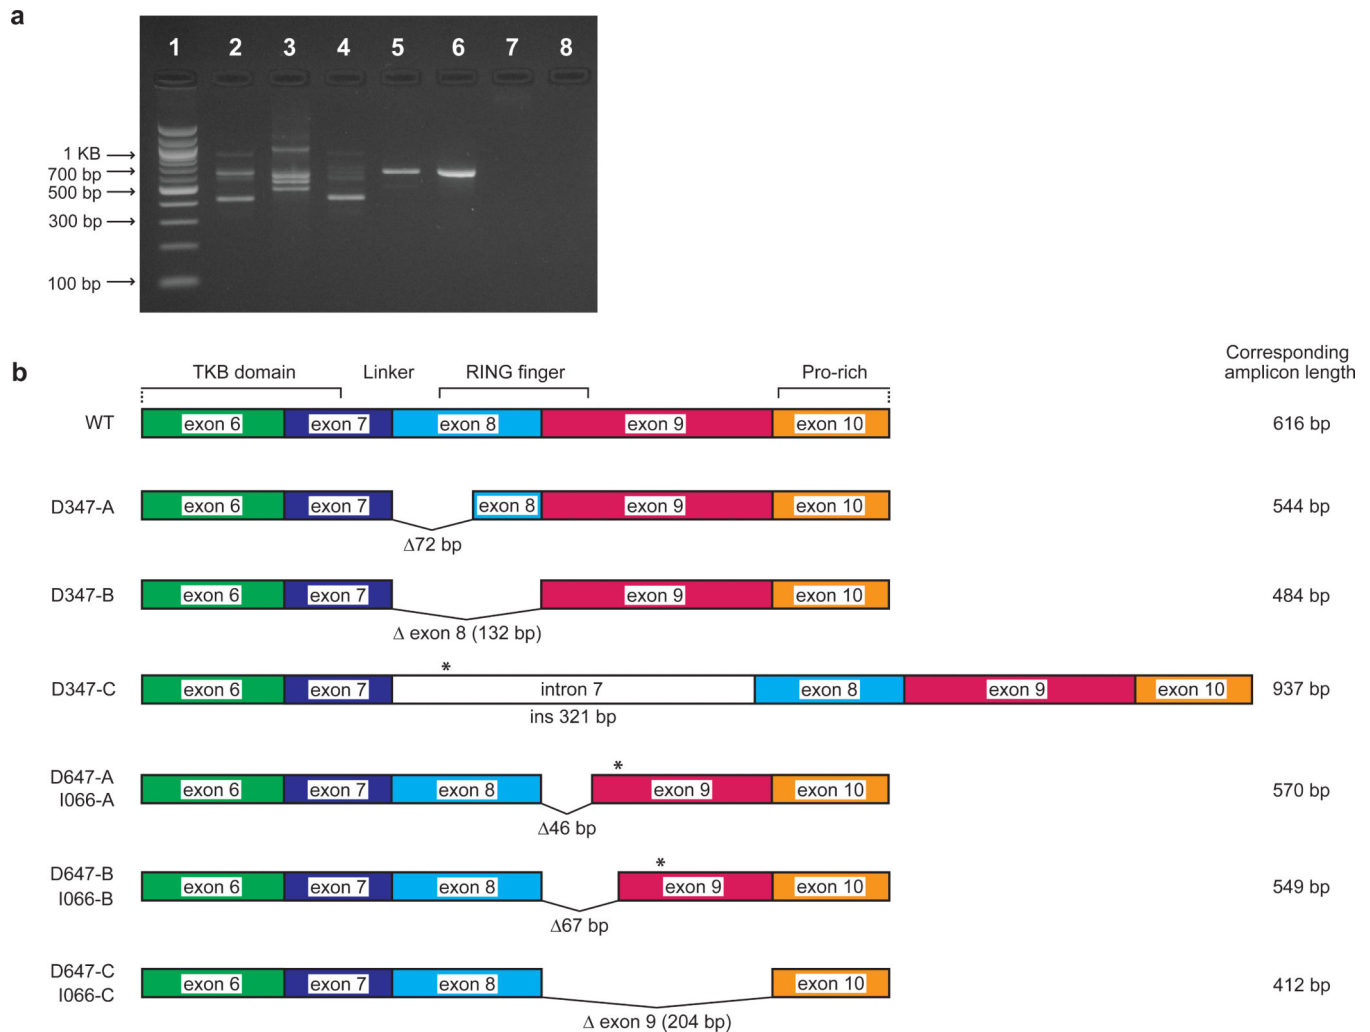 a
1 2 3 4 5 6 7 8
1 KB
700 bp
500 bp
300 bp
100 bp
b
TKB domain Linker RING finger Pro-rich
Corresponding
amplicon length
WT exon 6 exon 7 exon 8 exon 9 exon 10 616 bp
D347-A exon 6 exon 7 exon 8 exon 9 exon 10 544 bp
Δ72 bp
D347-B exon 6 exon 7 exon 9 exon 10 484 bp
Δ exon 8 (132 bp)
*
D347-C exon 6 exon 7 intron 7 exon 8 exon 9 exon 10 937 bp
ins 321 bp
*
D647-A
I066-A
exon 6 exon 7 exon 8 exon 9 exon 10 570 bp
Δ46 bp
*
D647-B
I066-B
exon 6 exon 7 exon 8 exon 9 exon 10 549 bp
Δ67 bp
D647-C
I066-C
exon 6 exon 7 exon 8 exon 10 412 bp
Δ exon 9 (204 bp)